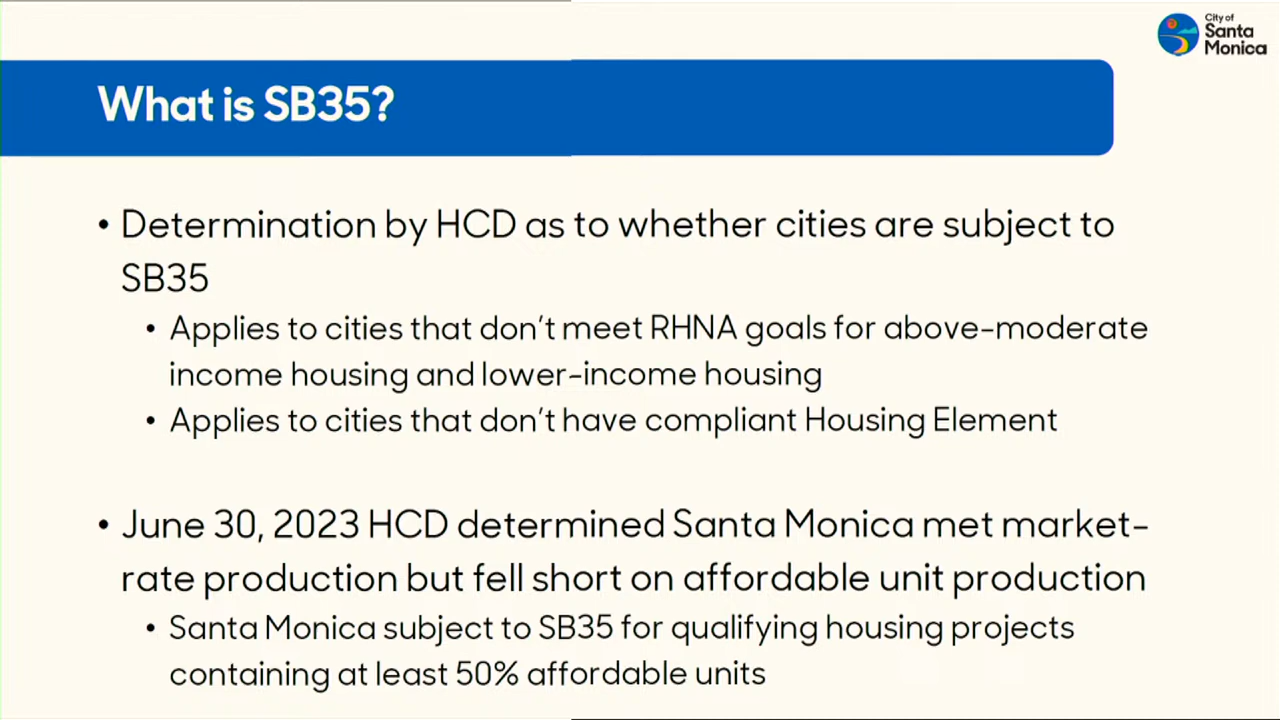 City of
Santa
Monica
What is SB35?
• Determination by HCD as to whether cities are subject to
SB35
• Applies to cities that don't meet RHNA goals for above-moderate
income housing and lower-income housing
• Applies to cities that don't have compliant Housing Element
• June 30, 2023 HCD determined Santa Monica met market-
rate production but fell short on affordable unit production
• Santa Monica subject to SB35 for qualifying housing projects
containing at least 50% affordable units